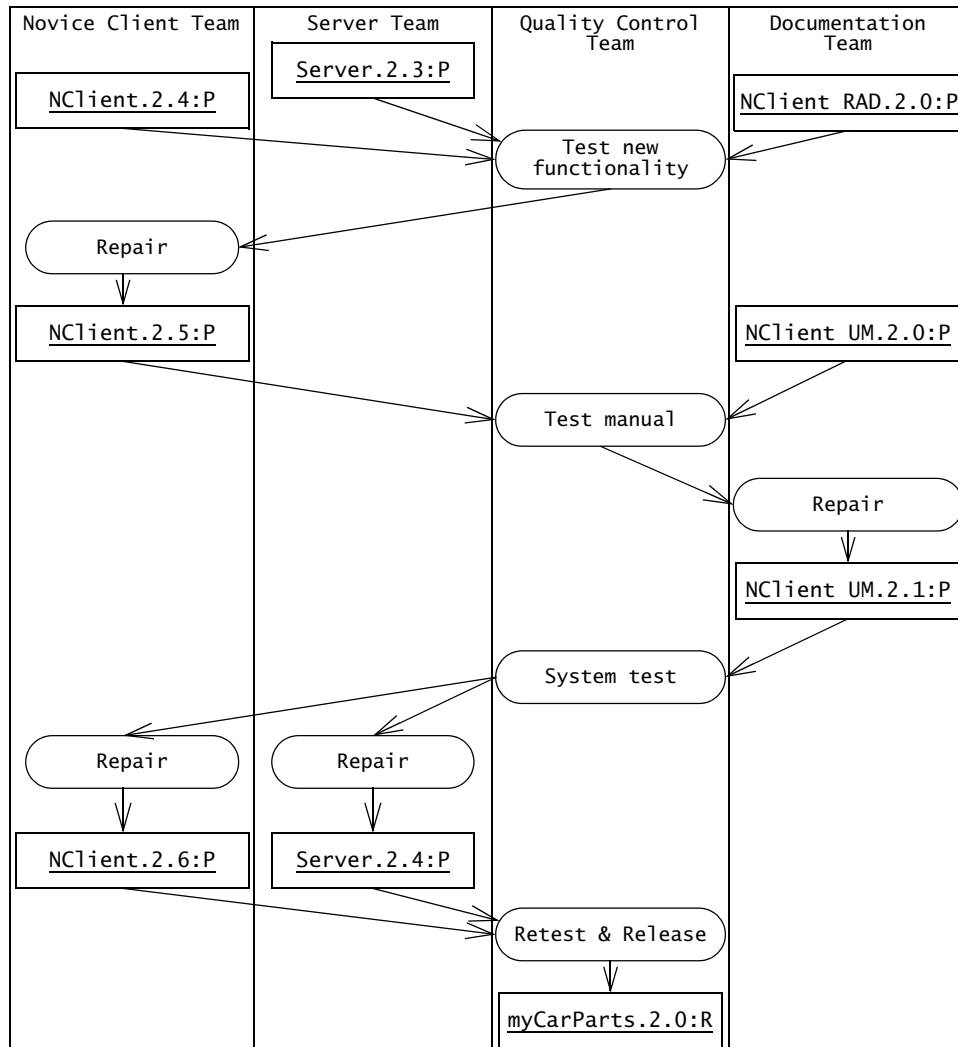 Novice Client Team
Server Team
Quality Control
Team
Documentation
Team
NClient.2.4:P
Server.2.3:P
NClient RAD.2.0:P
Test new
functionality
Repair
NClient.2.5:P
NClient UM.2.0:P
Test manual
Repair
NClient UM.2.1:P
System test
Repair
Repair
NClient.2.6:P
Server.2.4:P
Retest & Release
myCarParts.2.0:R